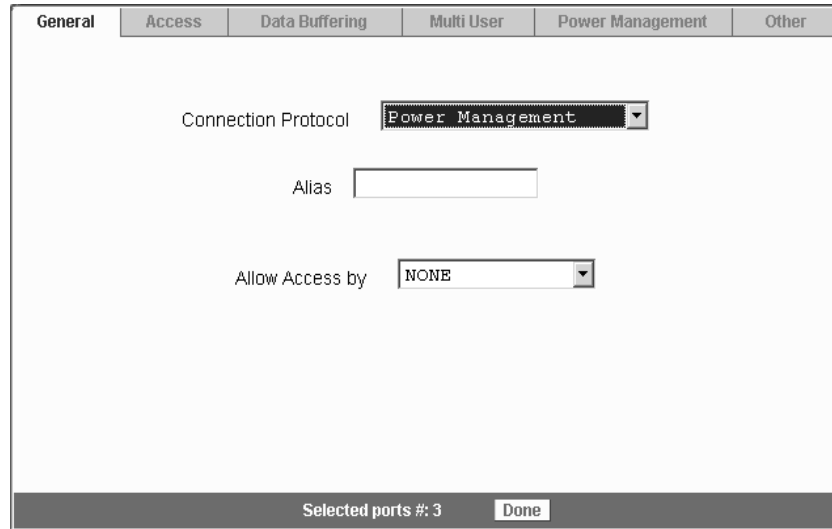 General Access Data Buffering Multi User Power Management Other
Connection Protocol Power Management
Alias
Allow Access by NONE
Selected ports #: 3 Done